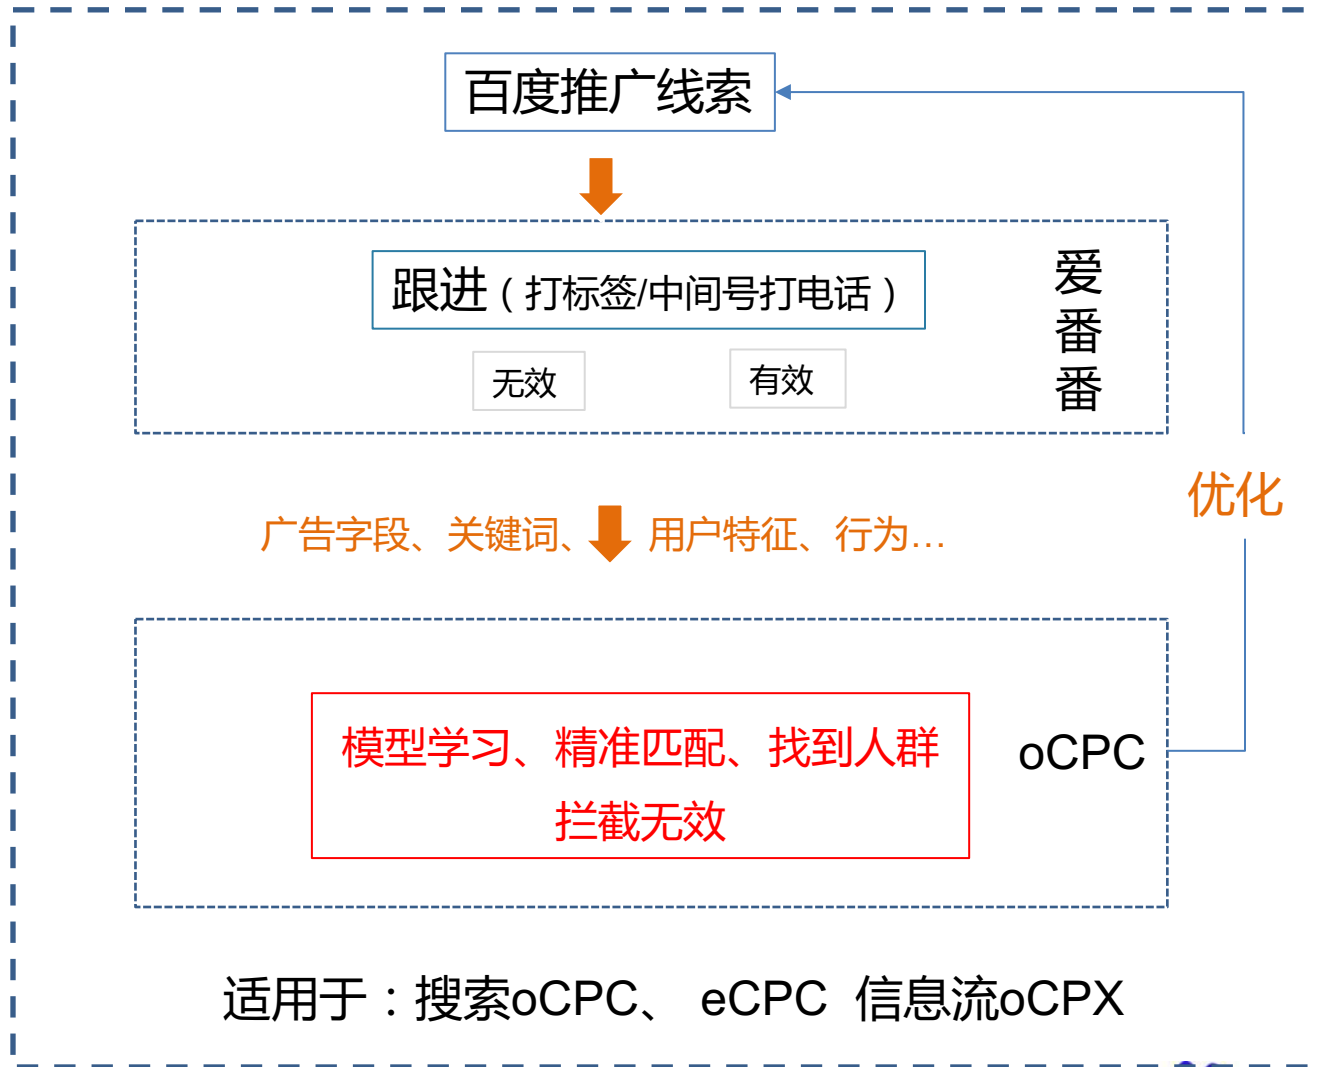 百度推广线索
跟进（打标签/中间号打电话）
爱番番
无效
有效
优化
广告字段、关键词、
用户特征、行为…
模型学习、精准匹配、找到人群
拦截无效
oCPC
适用于：搜索oCPC、 eCPC 信息流oCPX